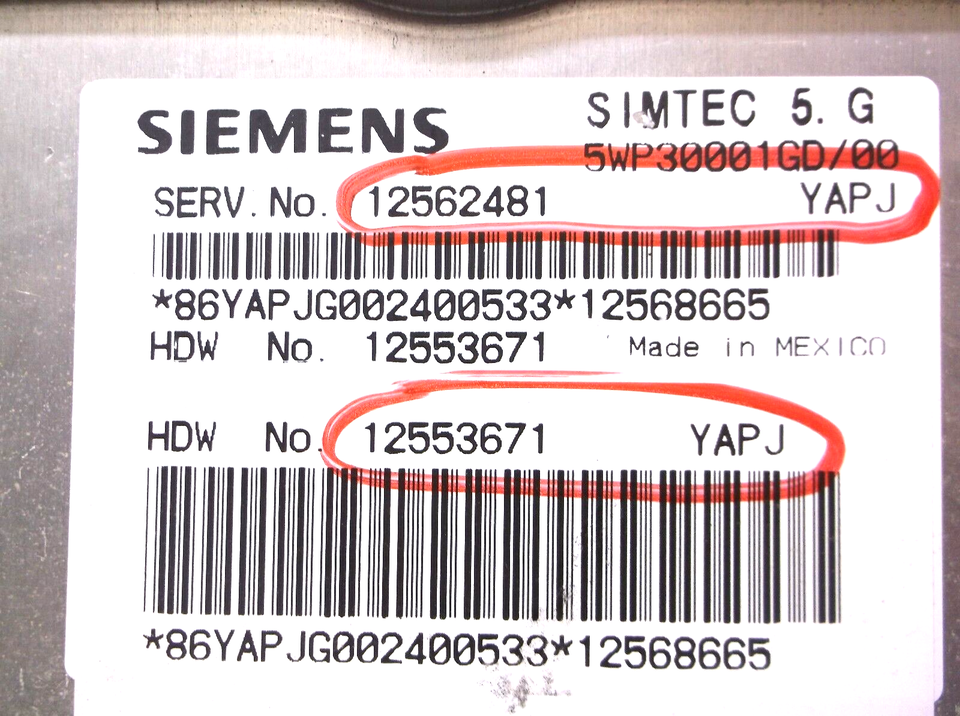 SIEMENS
SIMTEC 5. G
5WP30001GD/00
SERV. No. 12562481 YAPJ
*86YAPJG002400533*12568665
HDW No. 12553671 Made in MEXICO
HDW No. 12553671 YAPJ
*86YAPJG002400533*12568665